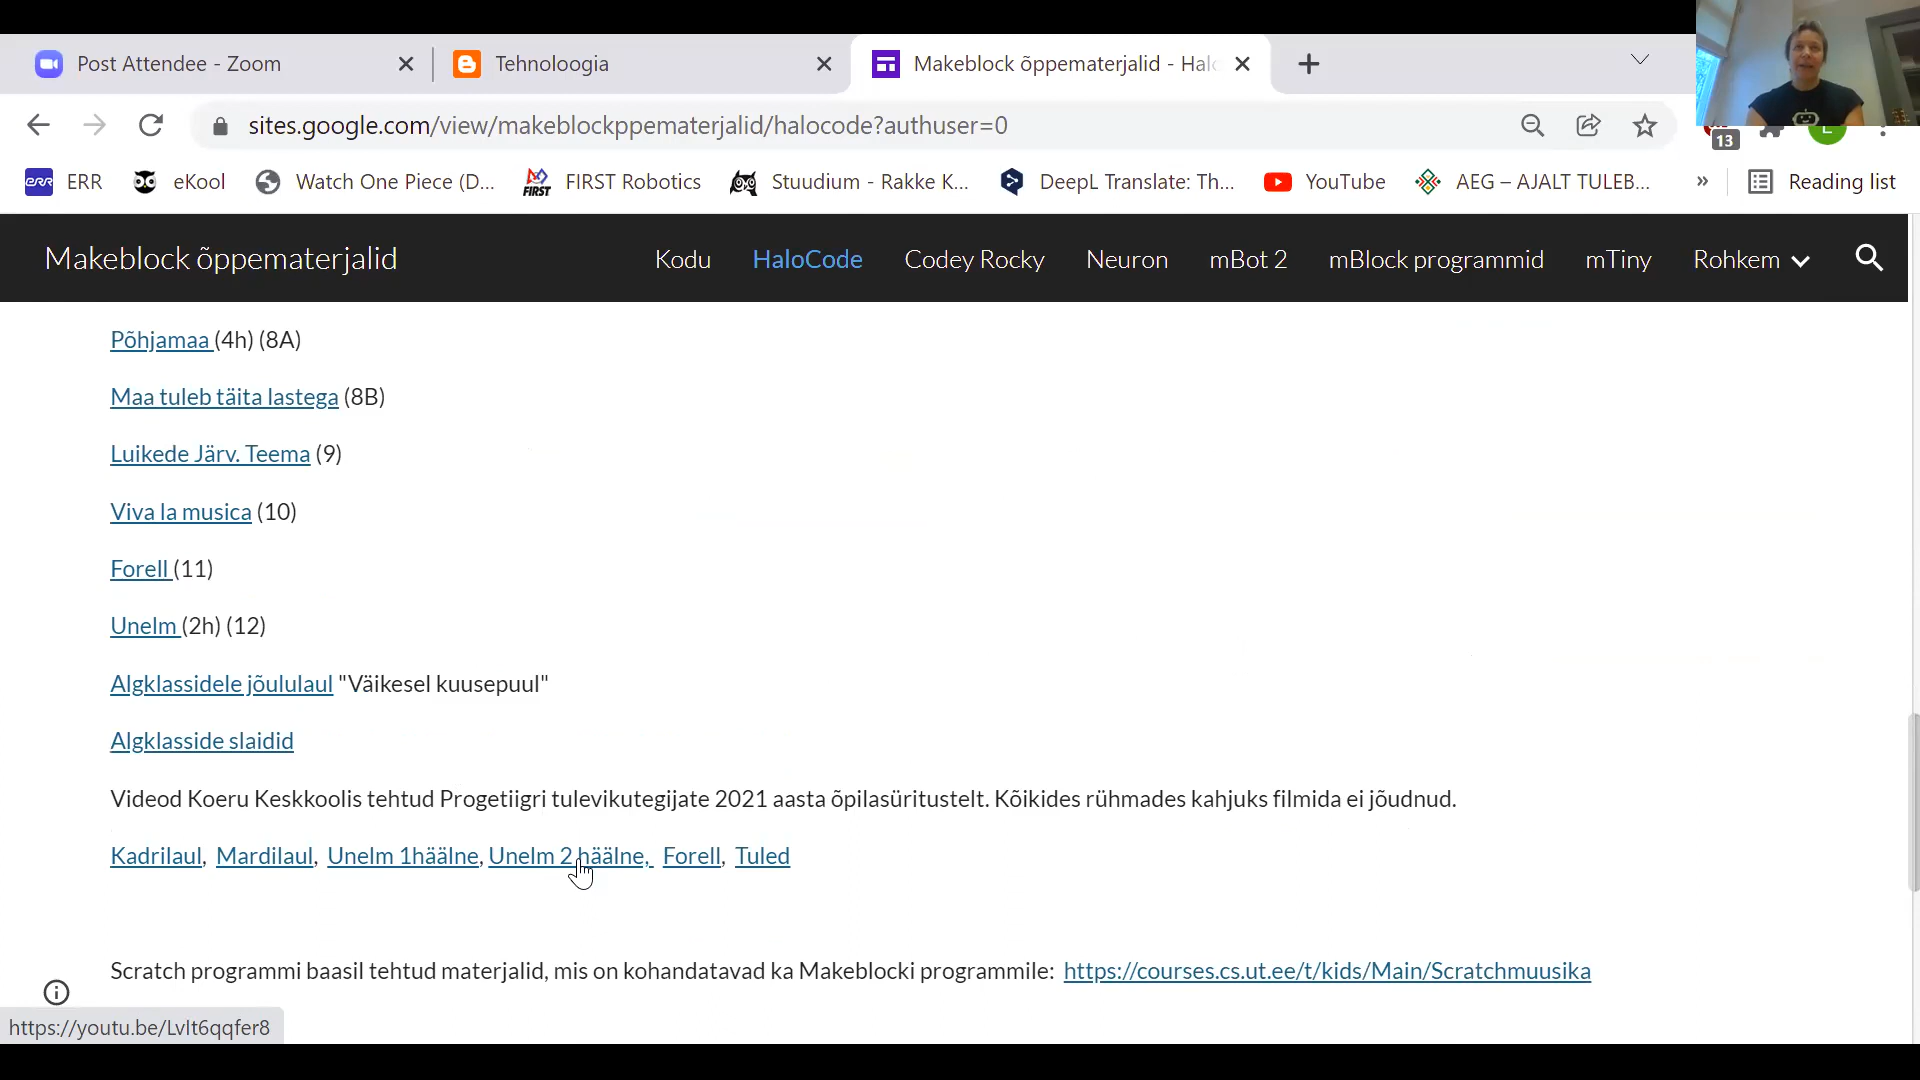 Post Attendee - Zoom
Tehnoloogia
Makeblock õppematerjalid - Halo
sites.google.com/view/makeblockppematerjalid/halocode?authuser=0
13
ERR
eKool
Watch One Piece (D...
FIRST Robotics
Stuudium - Rakke K...
DeepL Translate: Th...
YouTube
AEG – AJALT TULEB...
»
Reading list
Makeblock õppematerjalid
Kodu
HaloCode
Codey Rocky
Neuron
mBot 2
mBlock programmid
mTiny
Rohkem
Põhjamaa (4h) (8A)
Maa tuleb täita lastega (8B)
Luikede Järv. Teema (9)
Viva la musica (10)
Forell (11)
Unelm (2h) (12)
Algklassidele jõululaul "Väikesel kuusepuul"
Algklasside slaidid
Videod Koeru Keskkoolis tehtud Progetiigri tulevikutegijate 2021 aasta õpilasüritustelt. Kõikides rühmades kahjuks filmida ei jõudnud.
Kadrilaul, Mardilaul, Unelm 1häälne, Unelm 2 häälne, Forell, Tuled
Scratch programmi baasil tehtud materjalid, mis on kohandatavad ka Makeblocki programmile: https://courses.cs.ut.ee/t/kids/Main/Scratchmuusika
https://youtu.be/LvIt6qqfer8